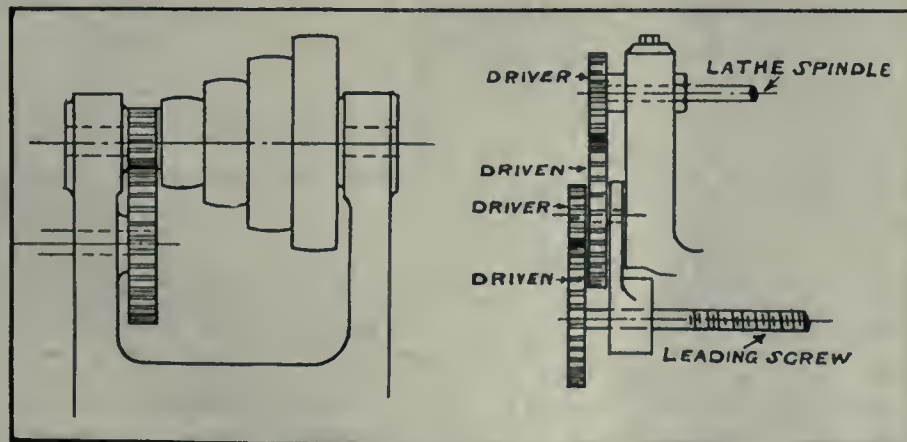 DRIVER
LATHE SPINDLE
DRIVEN
DRIVER
DRIVEN
LEADING SCREW